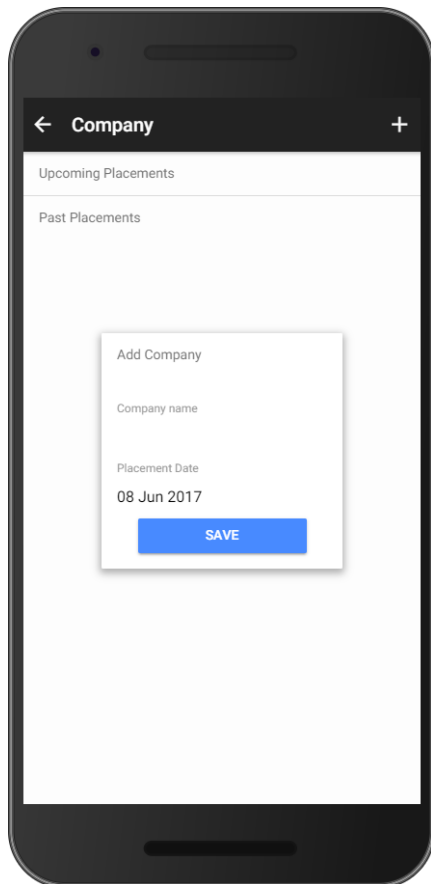 Company
Upcoming Placements
Past Placements
Add Company
Company name
Placement Date
08 Jun 2017
SAVE